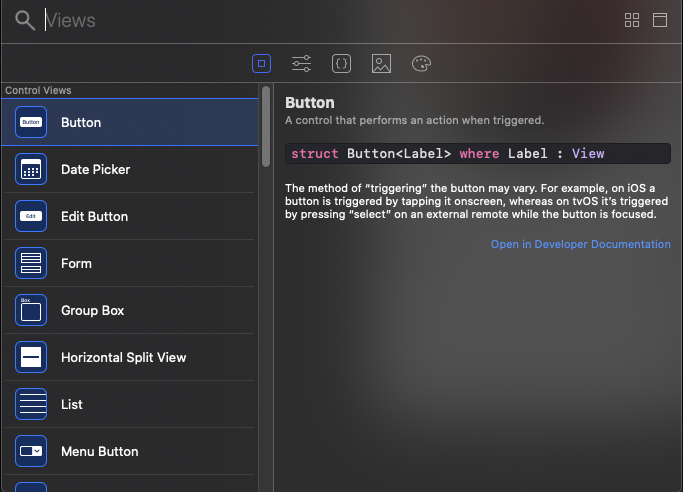 Views
Control Views
Button
Button
Date Picker
Edit
Edit Button
Form
Box
Group Box
Horizontal Split View
List
Menu Button
Button
A control that performs an action when triggered.
struct Button<Label> where Label : View
The method of “triggering” the button may vary. For example, on iOS a
button is triggered by tapping it onscreen, whereas on tvOS it’s triggered
by pressing “select” on an external remote while the button is focused.
Open in Developer Documentation